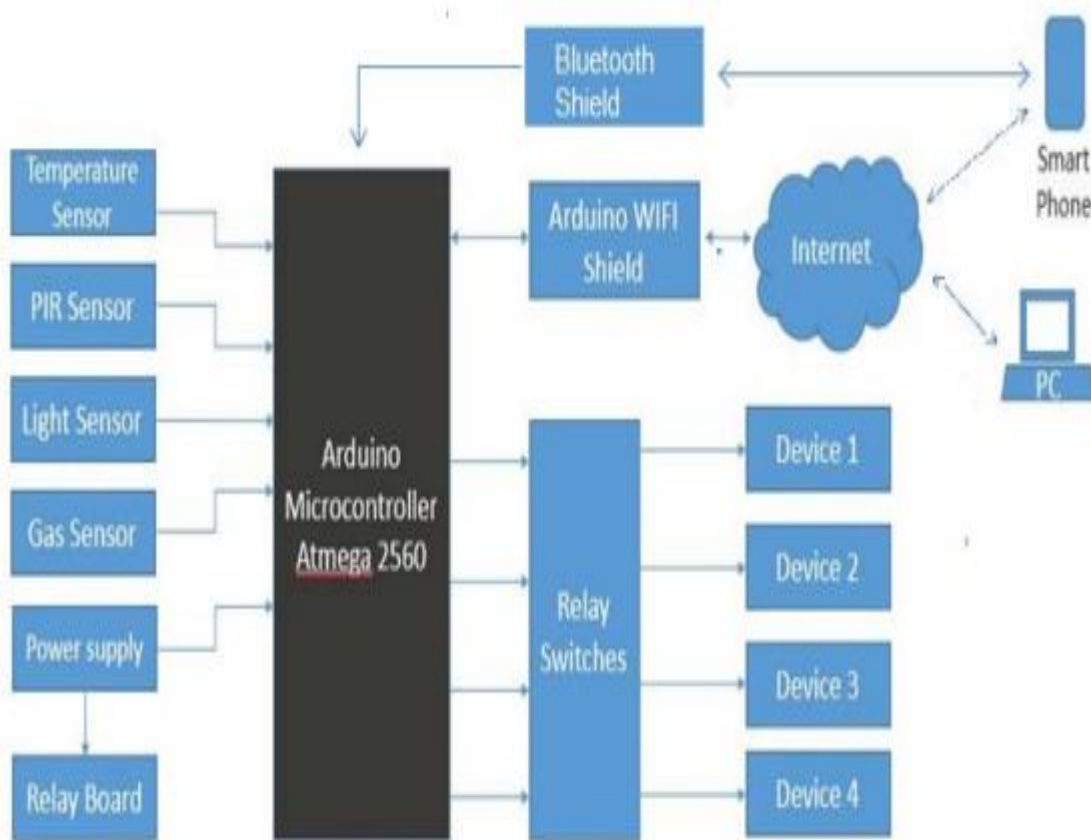 Bluetooth
Shield
Smart
Phone
Temperature
Sensor
Arduino WIFI
Shield
Internet
PIR Sensor
PC
Light Sensor
Arduino
Microcontroller
Atmega 2560
Device 1
Gas Sensor
Device 2
Relay
Switches
Power supply
Device 3
Relay Board
Device 4